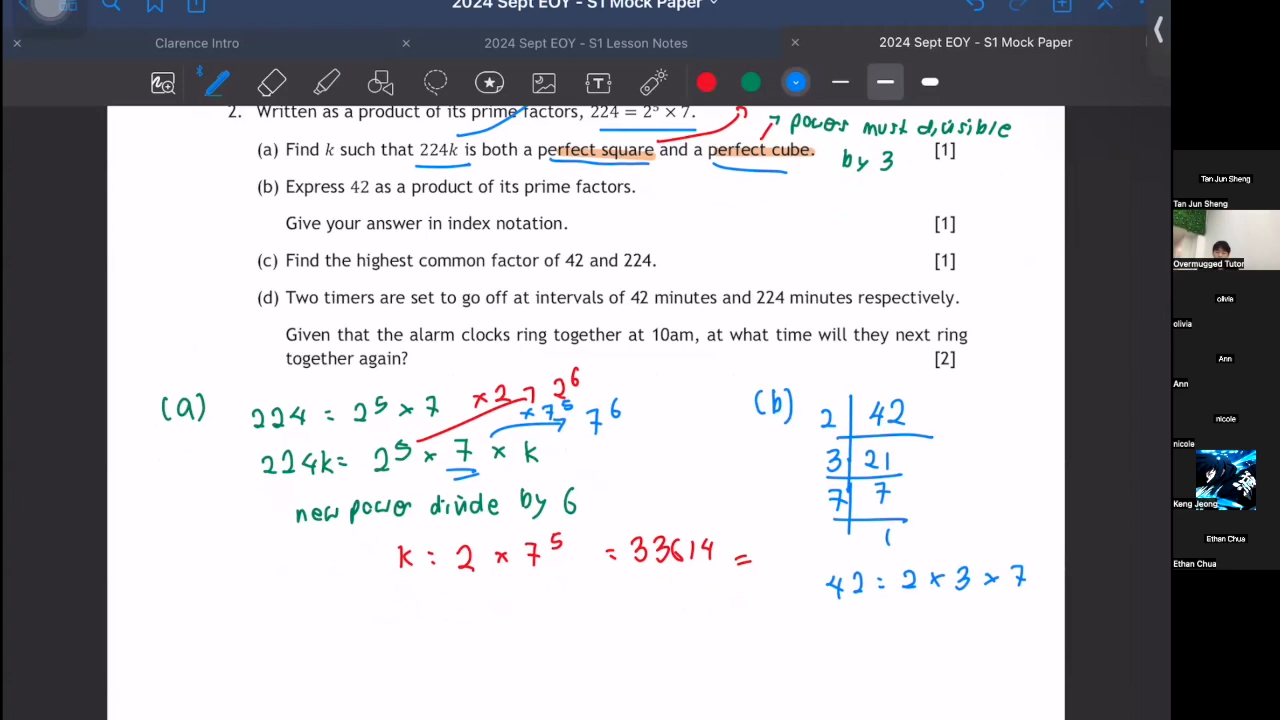 2024 Sept EOY - S1 Mock Paper
Clarence Intro
2024 Sept EOY - S1 Lesson Notes
2024 Sept EOY - S1 Mock Paper
2. Written as a product of its prime factors, 224 = 2⁵ × 7.
power must divisible
by 3
(a) Find k such that 224k is both a perfect square and a perfect cube. [1]
(b) Express 42 as a product of its prime factors.
Give your answer in index notation. [1]
(c) Find the highest common factor of 42 and 224. [1]
(d) Two timers are set to go off at intervals of 42 minutes and 224 minutes respectively.
Given that the alarm clocks ring together at 10am, at what time will they next ring
together again? [2]
(a) 224 = 2⁵ × 7
×2 → 2⁶
×7⁵ 7⁶
224k = 2⁵ × 7 × k
new power divide by 6
k = 2 × 7⁵ = 33614 =
(b) 2 42
3 21
7 7
1
42 = 2 × 3 × 7
Tan Jun Sheng
Tan Jun Sheng
Overmugged Tutor
olivia
olivia
Ann
Ann
nicole
nicole
Keng Jeong
Ethan Chua
Ethan Chua